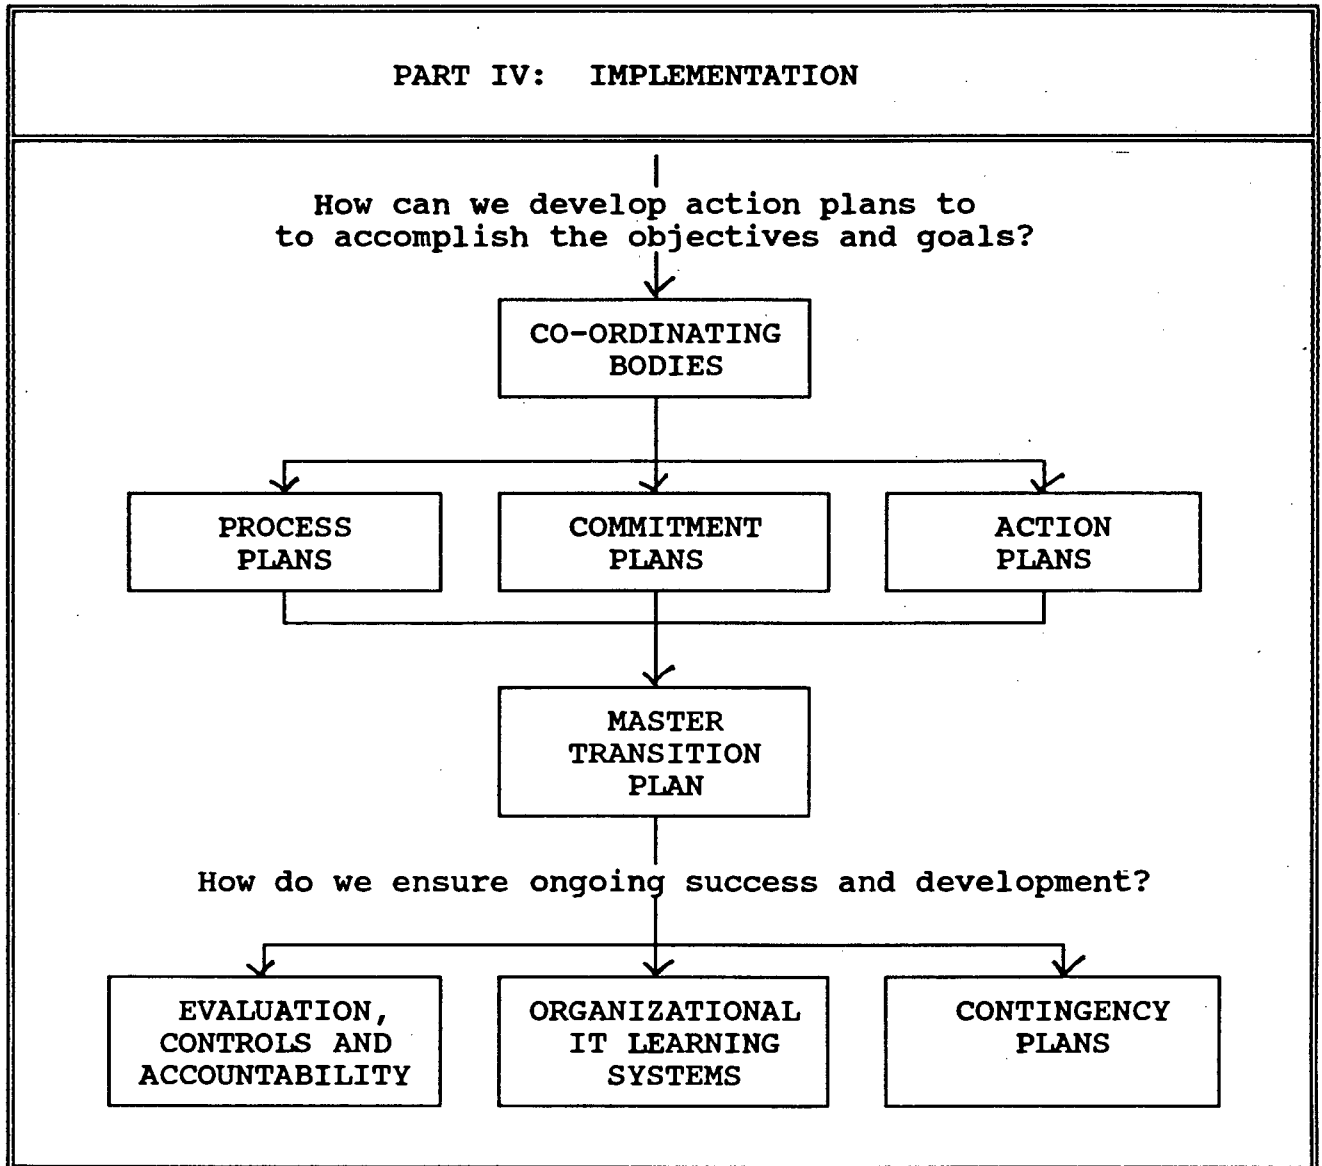 PART IV: IMPLEMENTATION
How can we develop action plans to
to accomplish the objectives and goals?
CO-ORDINATING
BODIES
PROCESS
PLANS
COMMITMENT
PLANS
ACTION
PLANS
MASTER
TRANSITION
PLAN
How do we ensure ongoing success and development?
EVALUATION,
CONTROLS AND
ACCOUNTABILITY
ORGANIZATIONAL
IT LEARNING
SYSTEMS
CONTINGENCY
PLANS